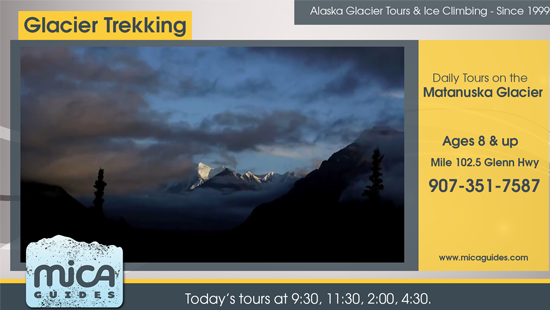 Glacier Trekking
Alaska Glacier Tours & Ice Climbing - Since 1999
Daily Tours on the
Matanuska Glacier
Ages 8 & up
Mile 102.5 Glenn Hwy
907-351-7587
www.micaguides.com
MICA
GUIDES
Today's tours at 9:30, 11:30, 2:00, 4:30.